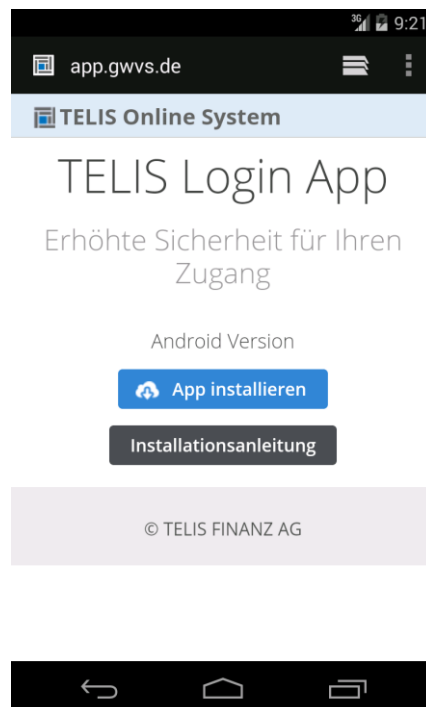 3G 9:21
app.gwvs.de
TELIS Online System
TELIS Login App
Erhöhte Sicherheit für Ihren
Zugang
Android Version
App installieren
Installationsanleitung
© TELIS FINANZ AG